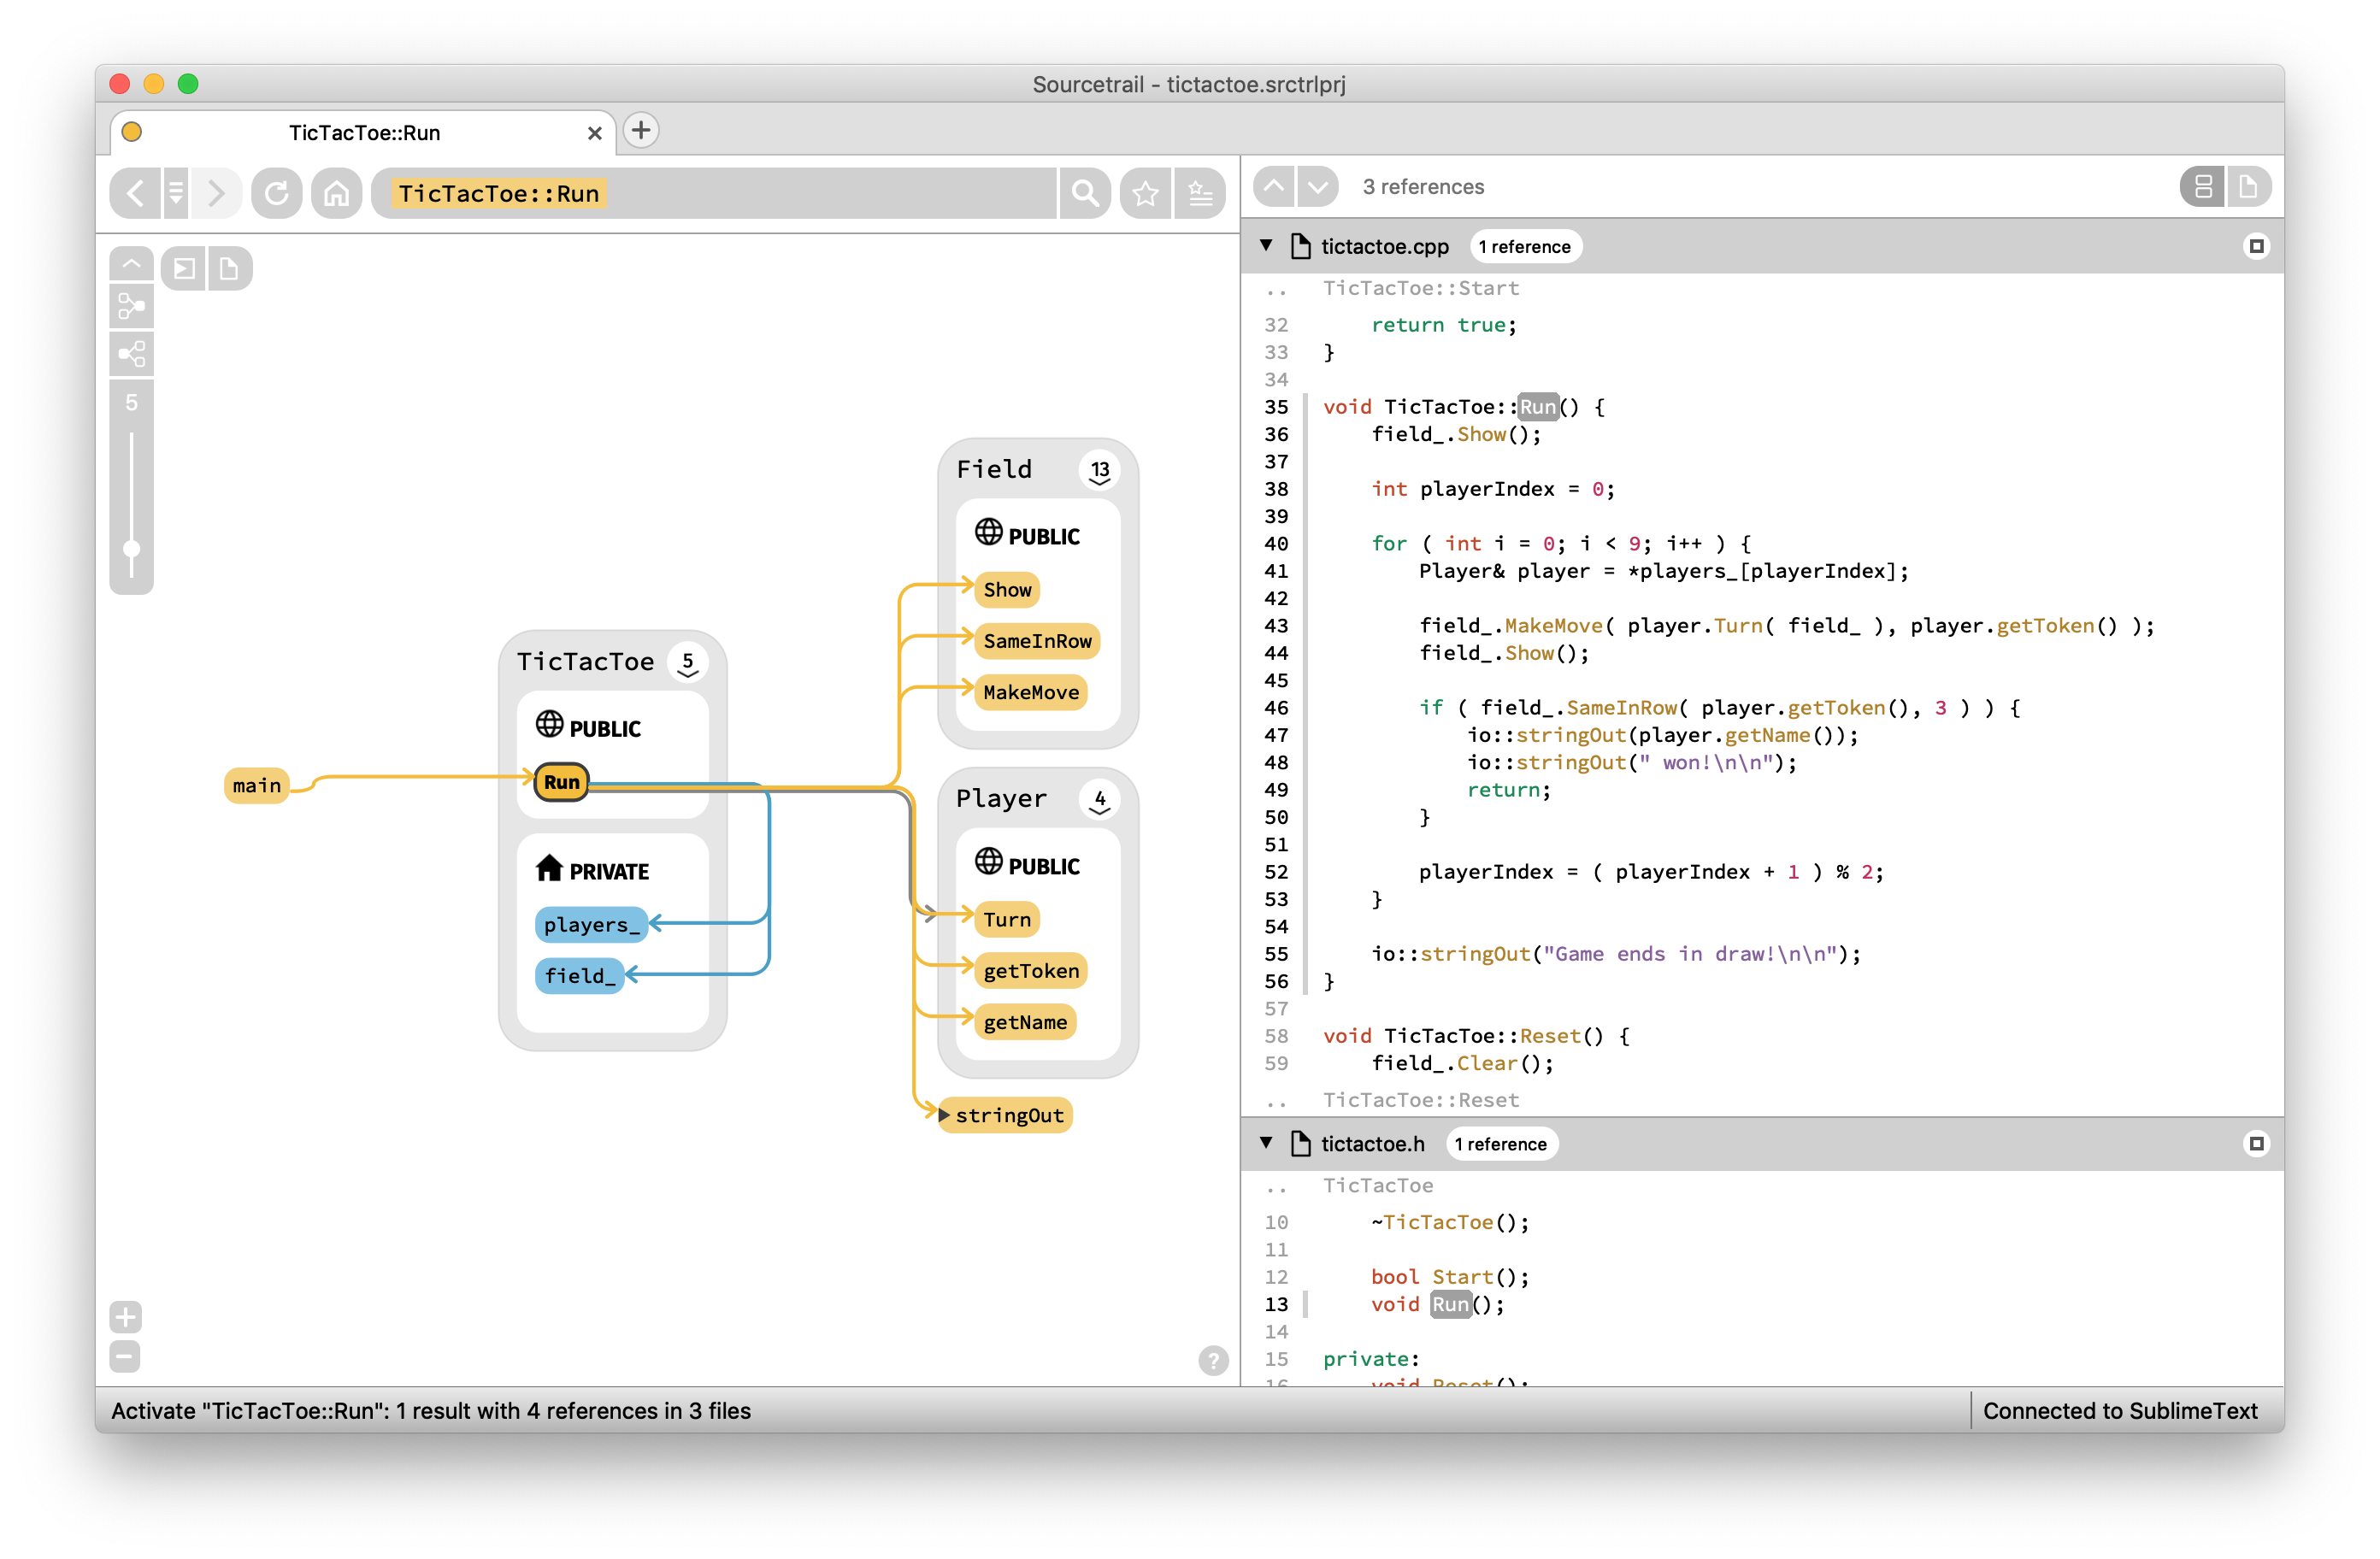 Sourcetrail - tictactoe.srctrlprj
TicTacToe::Run
TicTacToe::Run
5
main
TicTacToe 5
PUBLIC
Run
PRIVATE
players_
field_
Field 13
PUBLIC
Show
SameInRow
MakeMove
Player 4
PUBLIC
Turn
getToken
getName
stringOut
?
3 references
tictactoe.cpp 1 reference
.. TicTacToe::Start
32     return true;
33 }
34
35 void TicTacToe::Run() {
36     field_.Show();
37
38     int playerIndex = 0;
39
40     for ( int i = 0; i < 9; i++ ) {
41         Player& player = *players_[playerIndex];
42
43         field_.MakeMove( player.Turn( field_ ), player.getToken() );
44         field_.Show();
45
46         if ( field_.SameInRow( player.getToken(), 3 ) ) {
47             io::stringOut(player.getName());
48             io::stringOut(" won!\n\n");
49             return;
50         }
51
52         playerIndex = ( playerIndex + 1 ) % 2;
53     }
54
55     io::stringOut("Game ends in draw!\n\n");
56 }
57
58 void TicTacToe::Reset() {
59     field_.Clear();
.. TicTacToe::Reset
tictactoe.h 1 reference
.. TicTacToe
10     ~TicTacToe();
11
12     bool Start();
13     void Run();
14
15 private:
16     void Reset();
Activate "TicTacToe::Run": 1 result with 4 references in 3 files
Connected to SublimeText